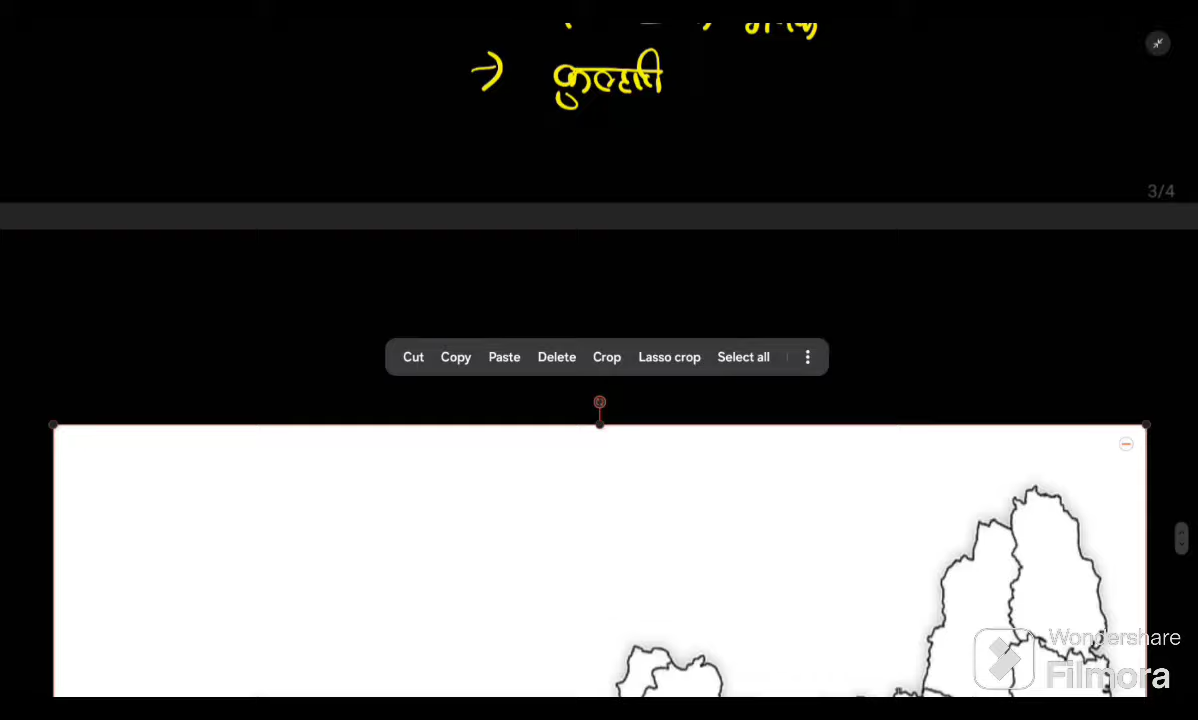 → कुल्हाड़ी
3/4
Cut Copy Paste Delete Crop Lasso crop Select all
Wondershare
Filmora